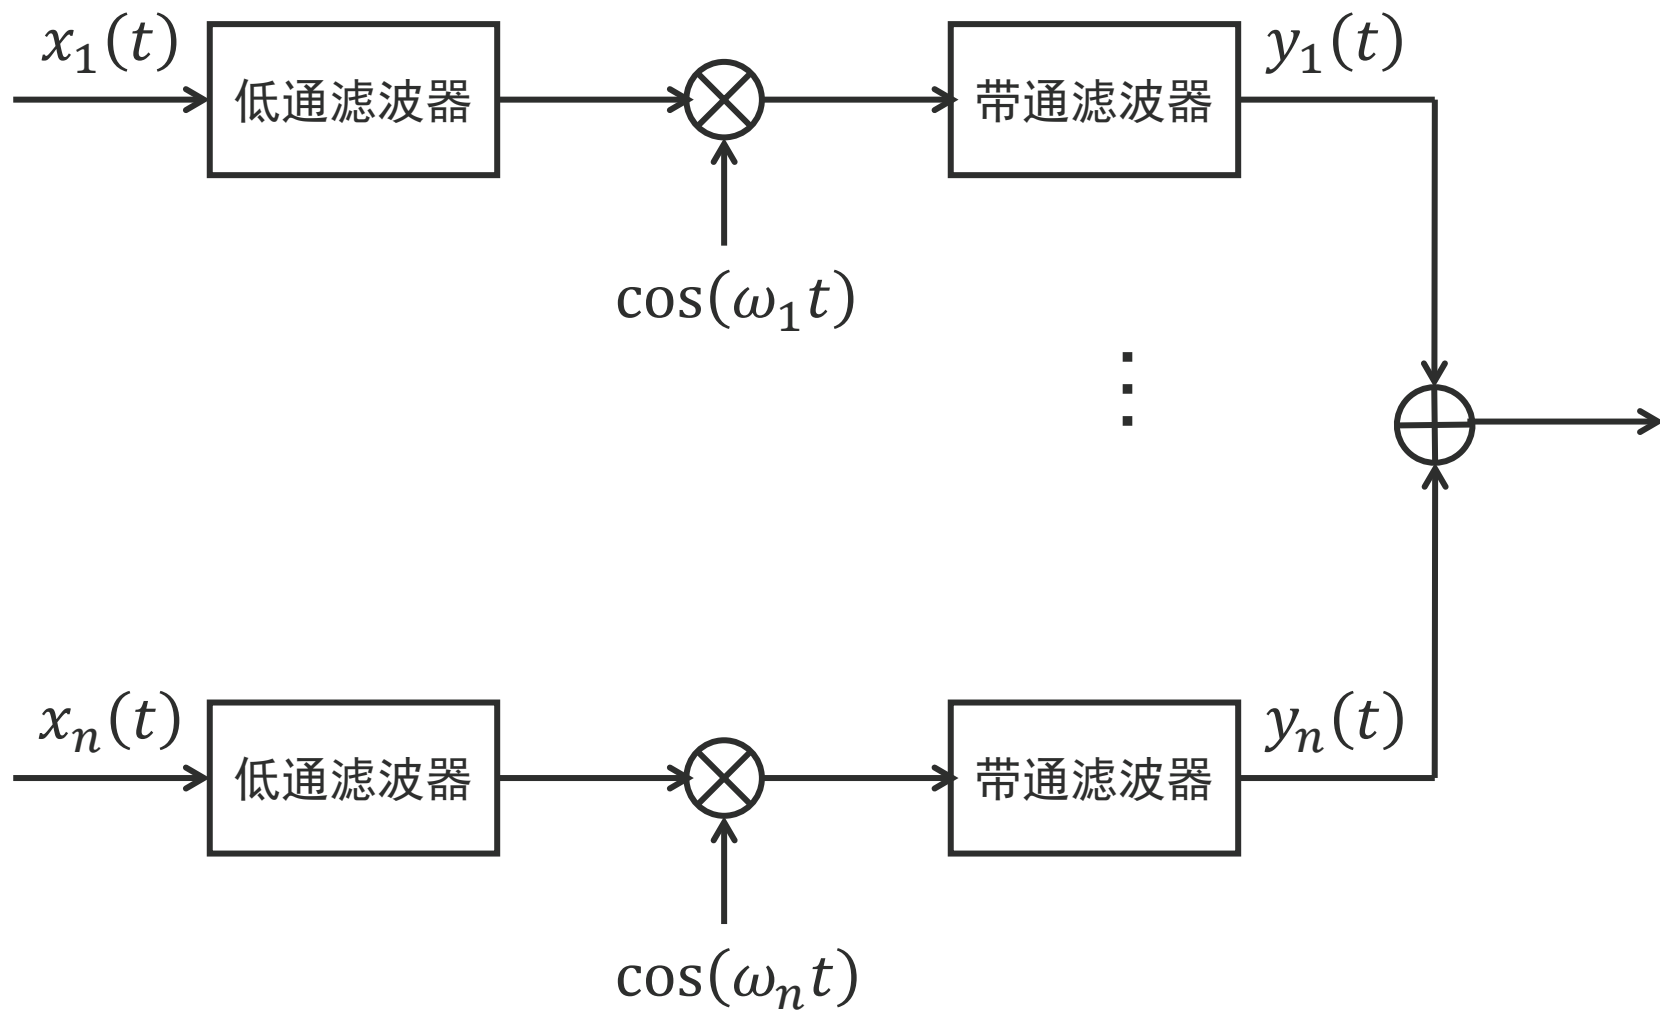 x₁(t)
低通滤波器
带通滤波器
y₁(t)
cos(ω₁t)
xₙ(t)
低通滤波器
带通滤波器
yₙ(t)
cos(ωₙt)